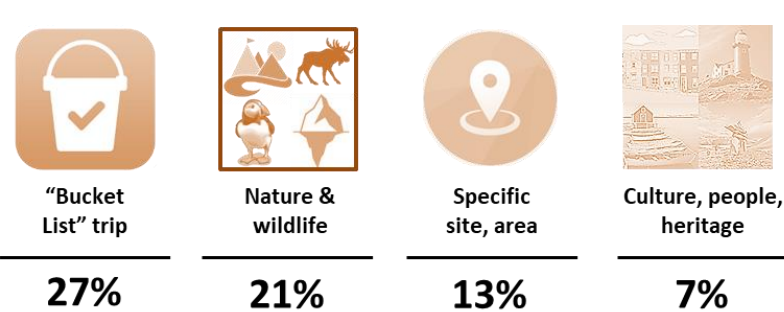 “Bucket
List” trip
Nature &
wildlife
Specific
site, area
Culture, people,
heritage
27%
21%
13%
7%